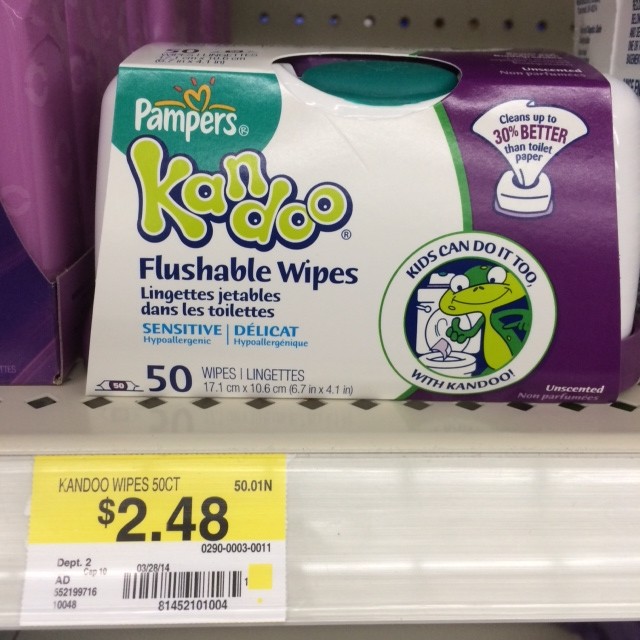 Pampers®
Kandoo®
Flushable Wipes
Lingettes jetables
dans les toilettes
SENSITIVE | DÉLICAT
Hypoallergenic | Hypoallergénique
50
50 WIPES | LINGETTES
17.1 cm x 10.6 cm (6.7 in x 4.1 in)
Unscented
Non parfumées
Cleans up to
30% BETTER
than toilet
paper
KIDS CAN DO IT TOO,
WITH KANDOO!
Unscented
Non parfumées
KANDOO WIPES 50CT 50.01N
$2.48
0290-0003-0011
Dept. 2
Cap 10 03/28/14
AD
552199716
10048
81452101004